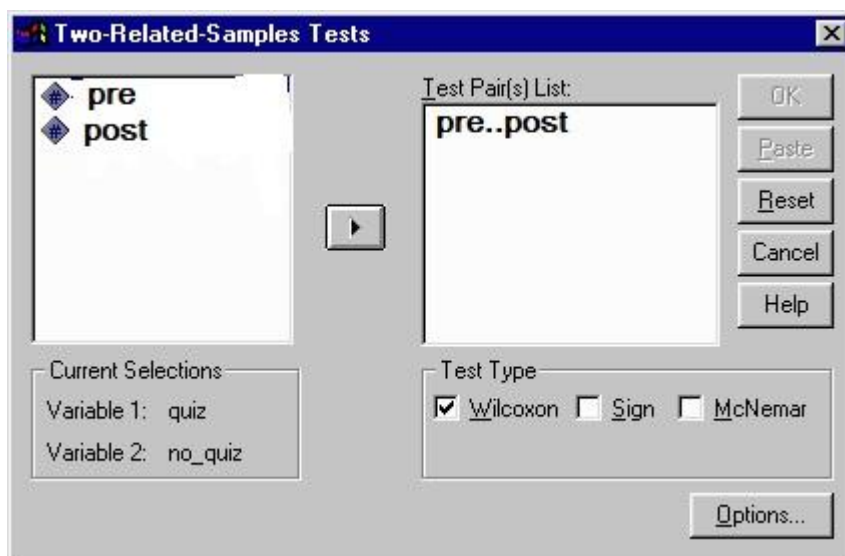 Two-Related-Samples Tests
pre
post
Test Pair(s) List:
pre..post
OK
Paste
Reset
Cancel
Help
Current Selections
Variable 1: quiz
Variable 2: no_quiz
Test Type
Wilcoxon Sign McNemar
Options...